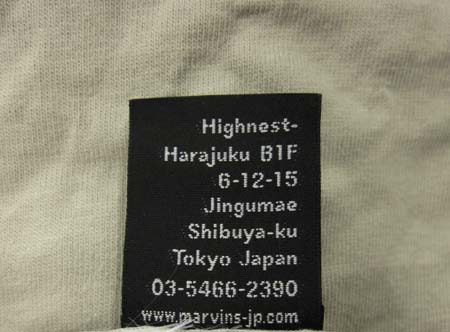 Highnest-
Harajuku B1F
6-12-15
Jingumae
Shibuya-ku
Tokyo Japan
03-5466-2390
www.marvins-jp.com